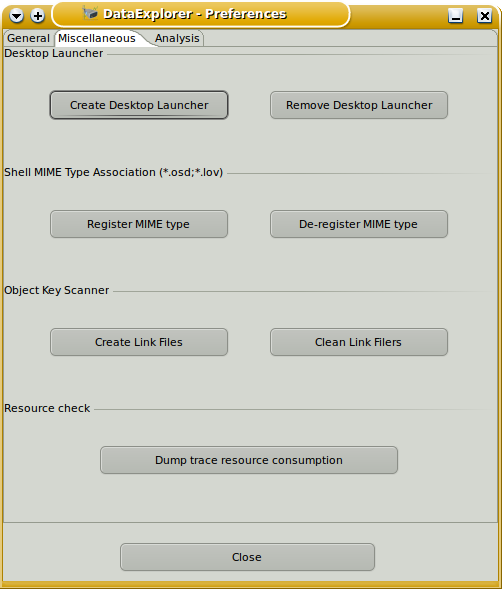 DataExplorer - Preferences
General Miscellaneous Analysis
Desktop Launcher
Create Desktop Launcher Remove Desktop Launcher
Shell MIME Type Association (*.osd;*.lov)
Register MIME type De-register MIME type
Object Key Scanner
Create Link Files Clean Link Filers
Resource check
Dump trace resource consumption
Close